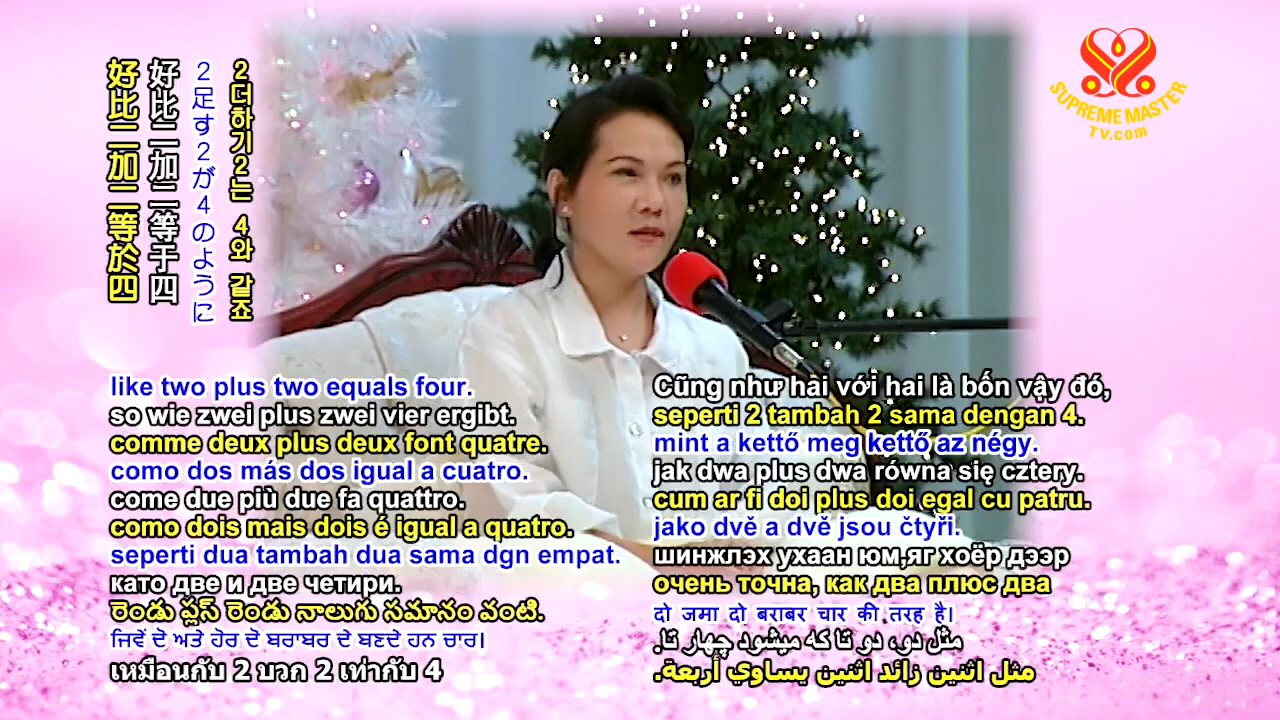 好比二加二等於四
好比二加二等于四
2足す2が4のように
2더하기2는 4와 같죠
SUPREME MASTER
TV.com
like two plus two equals four.
so wie zwei plus zwei vier ergibt.
comme deux plus deux font quatre.
como dos más dos igual a cuatro.
come due più due fa quattro.
como dois mais dois é igual a quatro.
seperti dua tambah dua sama dgn empat.
като две и две четири.
రెండు ప్లస్ రెండు నాలుగు సమానం వంటి.
ਜਿਵੇਂ ਦੋ ਅਤੇ ਹੋਰ ਦੋ ਬਰਾਬਰ ਦੇ ਬਣਦੇ ਹਨ ਚਾਰ।
เหมือนกับ 2 บวก 2 เท่ากับ 4
Cũng như hai với hai là bốn vậy đó,
seperti 2 tambah 2 sama dengan 4.
mint a kettő meg kettő az négy.
jak dwa plus dwa równa się cztery.
cum ar fi doi plus doi egal cu patru.
jako dvě a dvě jsou čtyři.
шинжлэх ухаан юм,яг хоёр дээр
очень точна, как два плюс два
दो जमा दो बराबर चार की तरह है।
مثل دو، دو تا که میشود چهار تا.
مثل اثنين زائد اثنين يساوي أربعة.